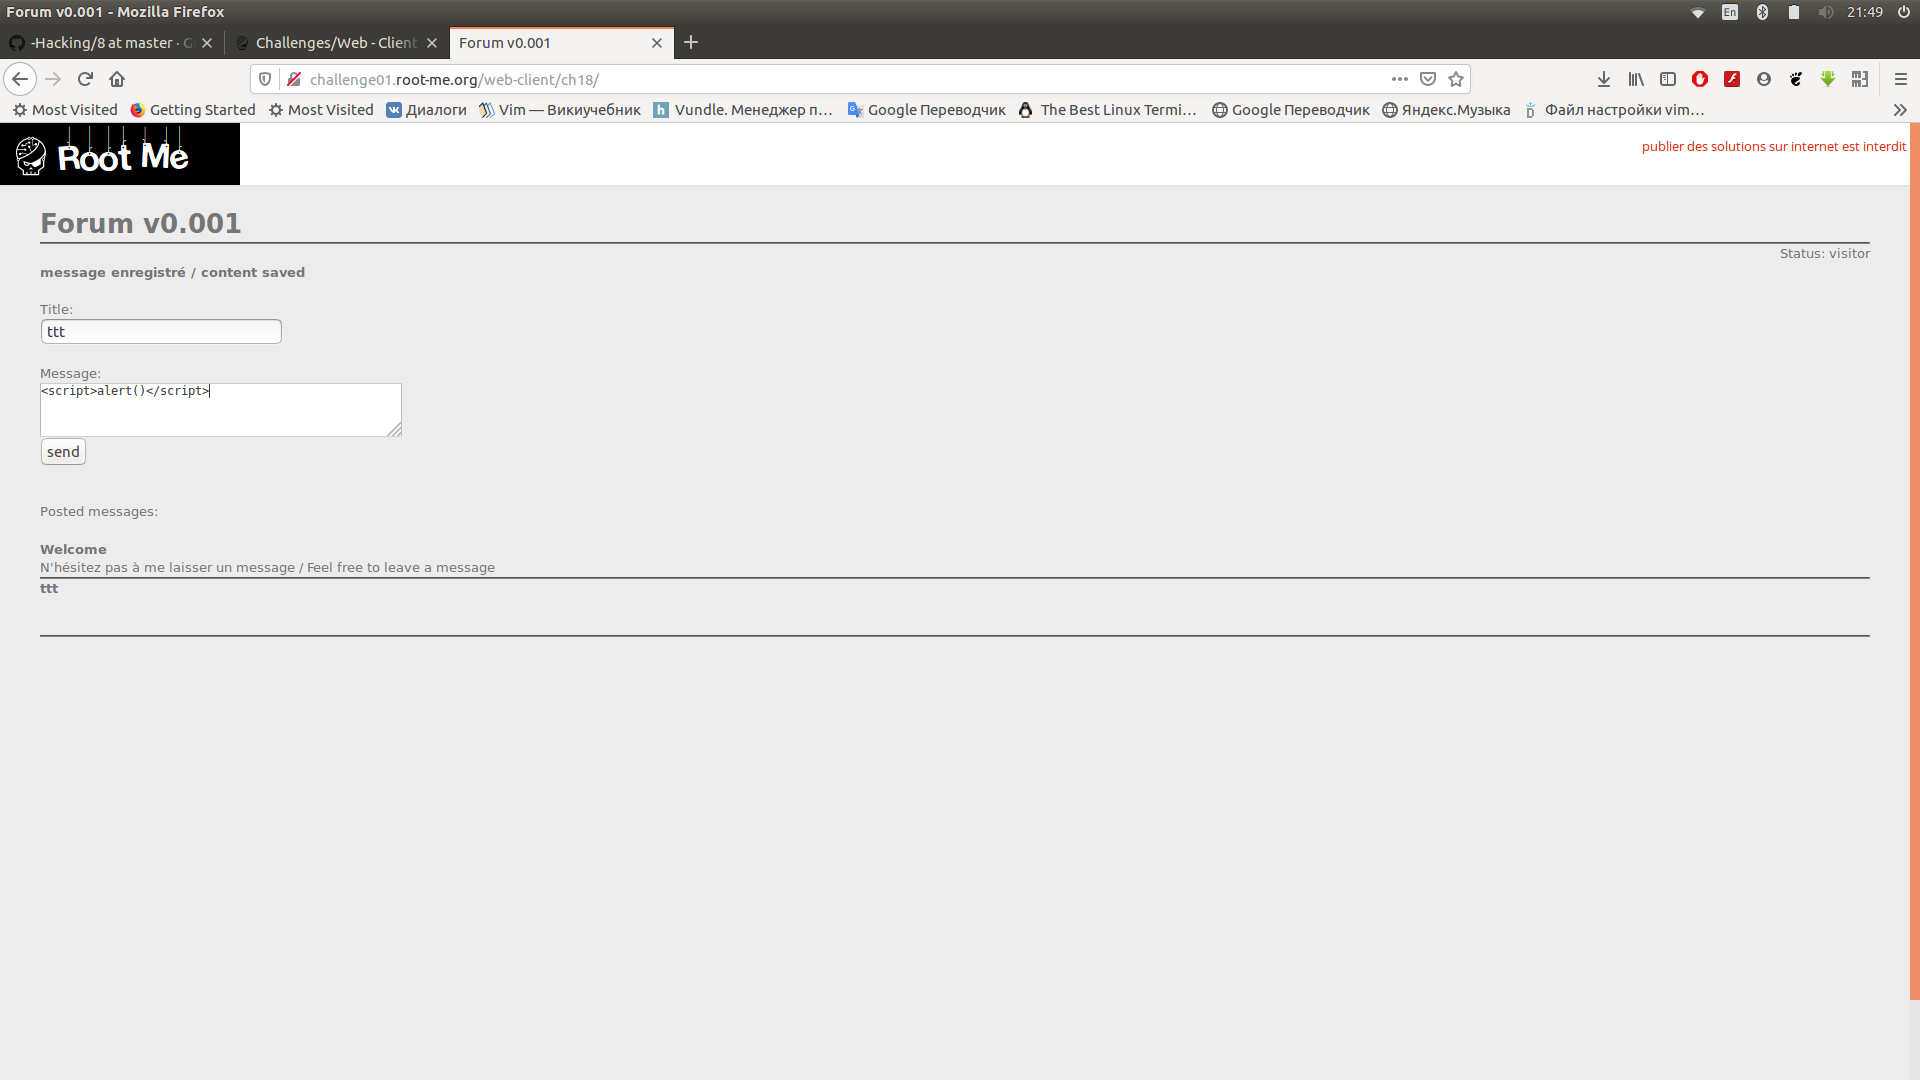 Forum v0.001 - Mozilla Firefox
En
21:49
-Hacking/8 at master · G
Challenges/Web - Client
Forum v0.001
challenge01.root-me.org/web-client/ch18/
Most Visited
Getting Started
Most Visited
Диалоги
Vim — Викиучебник
Vundle. Менеджер п…
Google Переводчик
The Best Linux Termi…
Google Переводчик
Яндекс.Музыка
Файл настройки vim…
Root Me
publier des solutions sur internet est interdit
Forum v0.001
Status: visitor
message enregistré / content saved
Title:
ttt
Message:
<script>alert()</script>
send
Posted messages:
Welcome
N'hésitez pas à me laisser un message / Feel free to leave a message
ttt